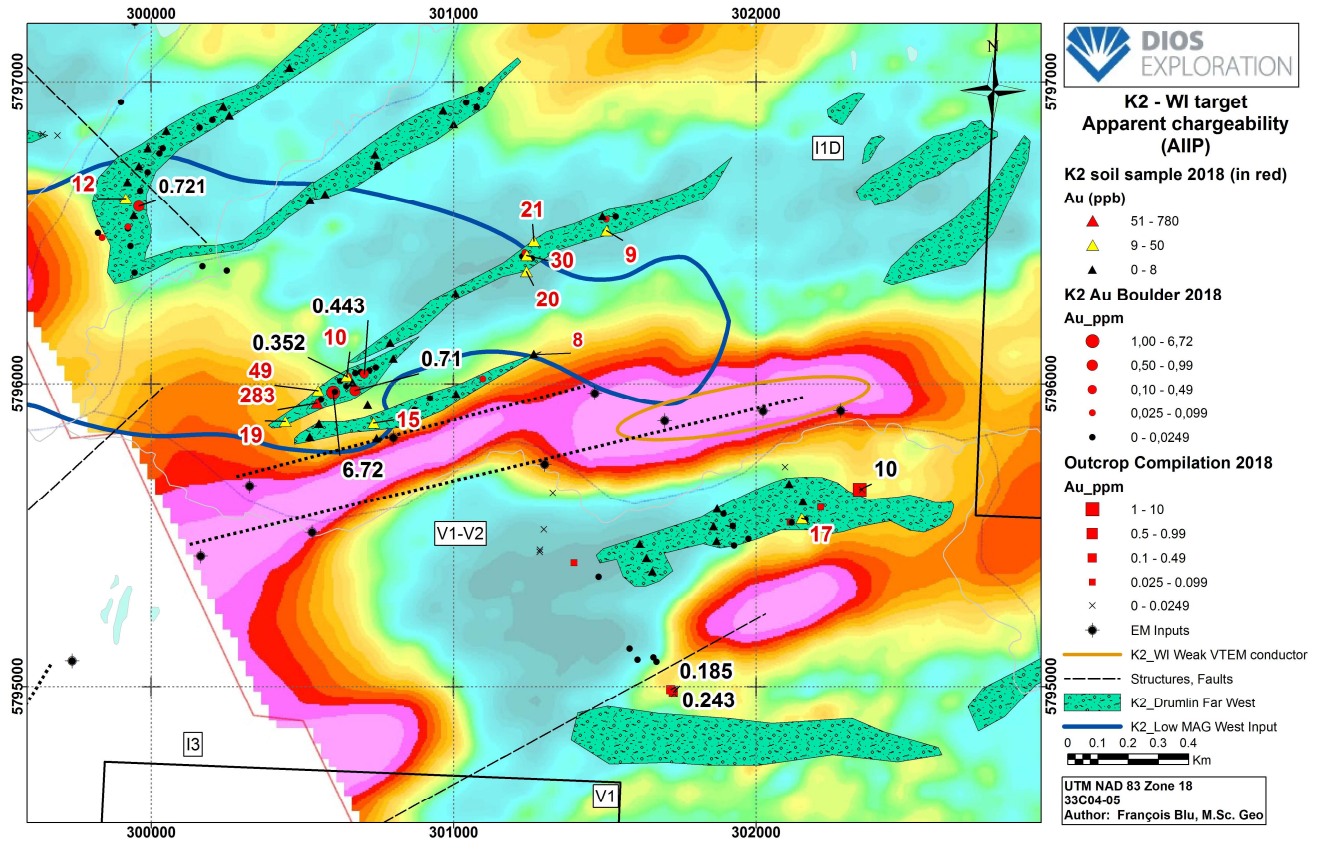 300000 301000 302000
5797000
5796000
5795000
300000 301000 302000
5797000
5796000
5795000
N
I1D
V1-V2
I3
V1
12
0.721
21
30
20
9
0.443
0.352
10
0.71
8
49
283
19
15
6.72
10
17
0.185
0.243
DIOS
EXPLORATION
K2 - WI target
Apparent chargeability
(AIIP)
K2 soil sample 2018 (in red)
Au (ppb)
51 - 780
9 - 50
0 - 8
K2 Au Boulder 2018
Au_ppm
1,00 - 6,72
0,50 - 0,99
0,10 - 0,49
0,025 - 0,099
0 - 0,0249
Outcrop Compilation 2018
Au_ppm
1 - 10
0.5 - 0.99
0.1 - 0.49
0.025 - 0.099
0 - 0.0249
EM Inputs
K2_WI Weak VTEM conductor
Structures, Faults
K2_Drumlin Far West
K2_Low MAG West Input
0 0.1 0.2 0.3 0.4
Km
UTM NAD 83 Zone 18
33C04-05
Author: François Blu, M.Sc. Geo